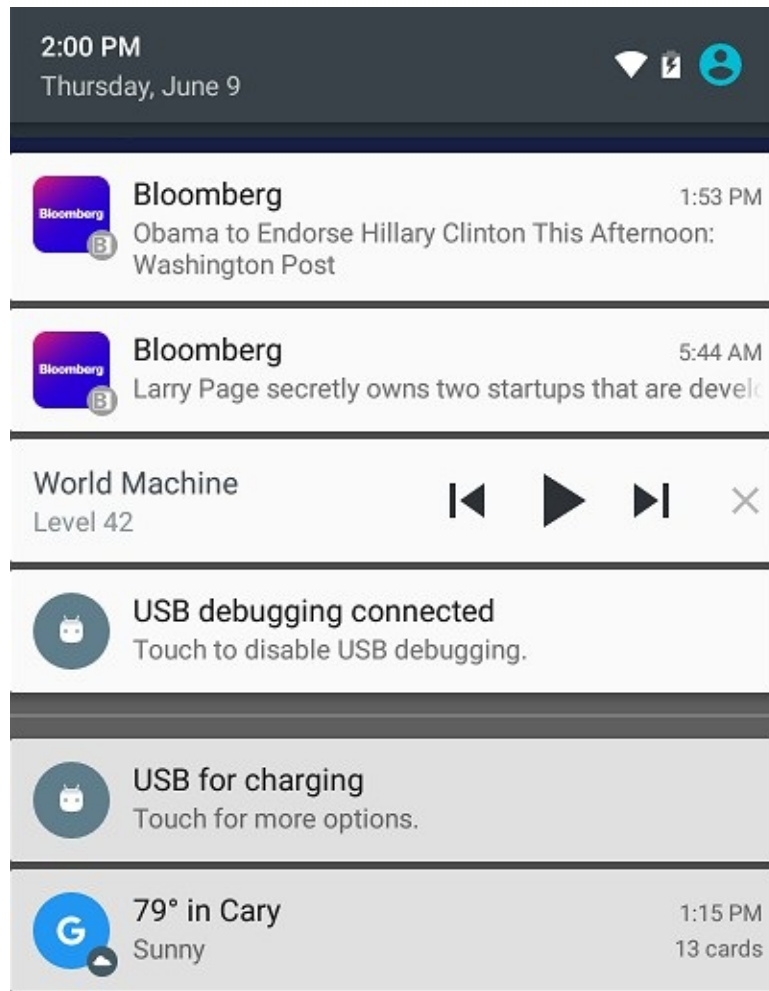 2:00 PM
Thursday, June 9
Bloomberg
Bloomberg
1:53 PM
Obama to Endorse Hillary Clinton This Afternoon:
Washington Post
Bloomberg
Bloomberg
5:44 AM
Larry Page secretly owns two startups that are
World Machine
Level 42
USB debugging connected
Touch to disable USB debugging.
USB for charging
Touch for more options.
G
79° in Cary
1:15 PM
Sunny
13 cards